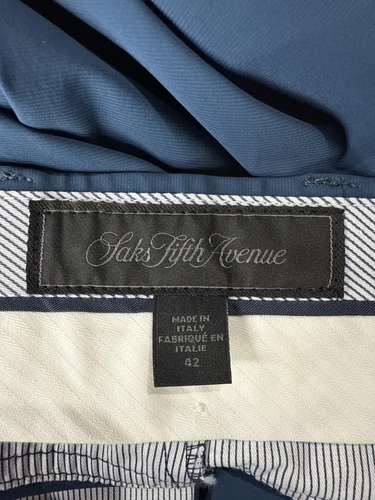 Saks Fifth Avenue
MADE IN
ITALY
FABRIQUÉ EN
ITALIE
42